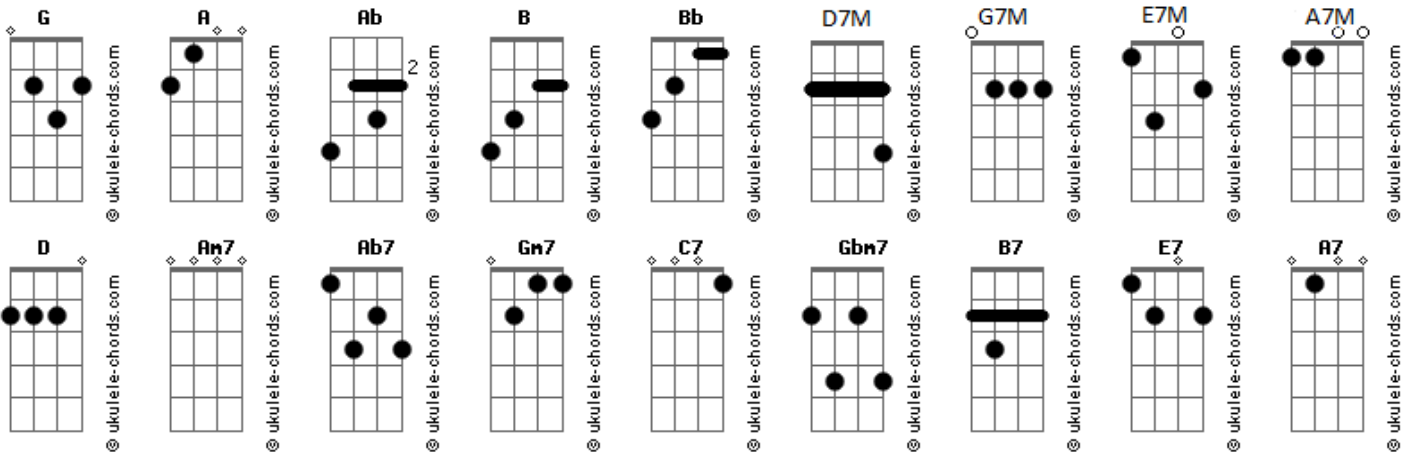 G A Ab B Bb D7M G7M E7M A7M
2
© ukulele-chords.com © ukulele-chords.com © ukulele-chords.com © ukulele-chords.com © ukulele-chords.com © ukulele-chords.com © ukulele-chords.com © ukulele-chords.com © ukulele-chords.com
D Am7 Ab7 Gm7 C7 Gbm7 B7 E7 A7
© ukulele-chords.com © ukulele-chords.com © ukulele-chords.com © ukulele-chords.com © ukulele-chords.com © ukulele-chords.com © ukulele-chords.com © ukulele-chords.com © ukulele-chords.com